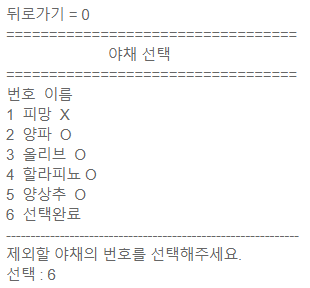 뒤로가기 = 0
==================================
야채 선택
==================================
번호 이름
1 피망 X
2 양파 O
3 올리브 O
4 할라피뇨 O
5 양상추 O
6 선택완료
----------------------------------------------------------
제외할 야채의 번호를 선택해주세요.
선택 : 6